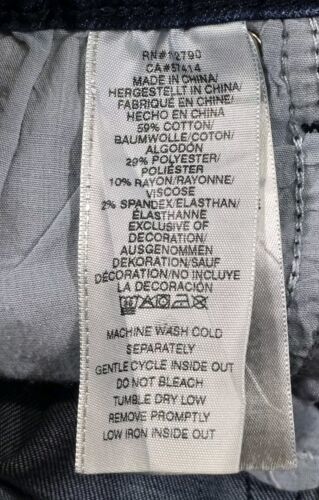 RN#12790
CA#57414
MADE IN CHINA/
HERGESTELLT IN CHINA/
FABRIQUÉ EN CHINE/
HECHO EN CHINA
59% COTTON/
BAUMWOLLE/COTON/
ALGODÓN
29% POLYESTER/
POLIÉSTER
10% RAYON/RAYONNE/
VISCOSE
2% SPANDEX/ELASTHAN/
ÉLASTHANNE
EXCLUSIVE OF
DECORATION/
AUSGENOMMEN
DEKORATION/SAUF
DÉCORATION/NO INCLUYE
LA DECORACIÓN
MACHINE WASH COLD
SEPARATELY
GENTLE CYCLE INSIDE OUT
DO NOT BLEACH
TUMBLE DRY LOW
REMOVE PROMPTLY
LOW IRON INSIDE OUT